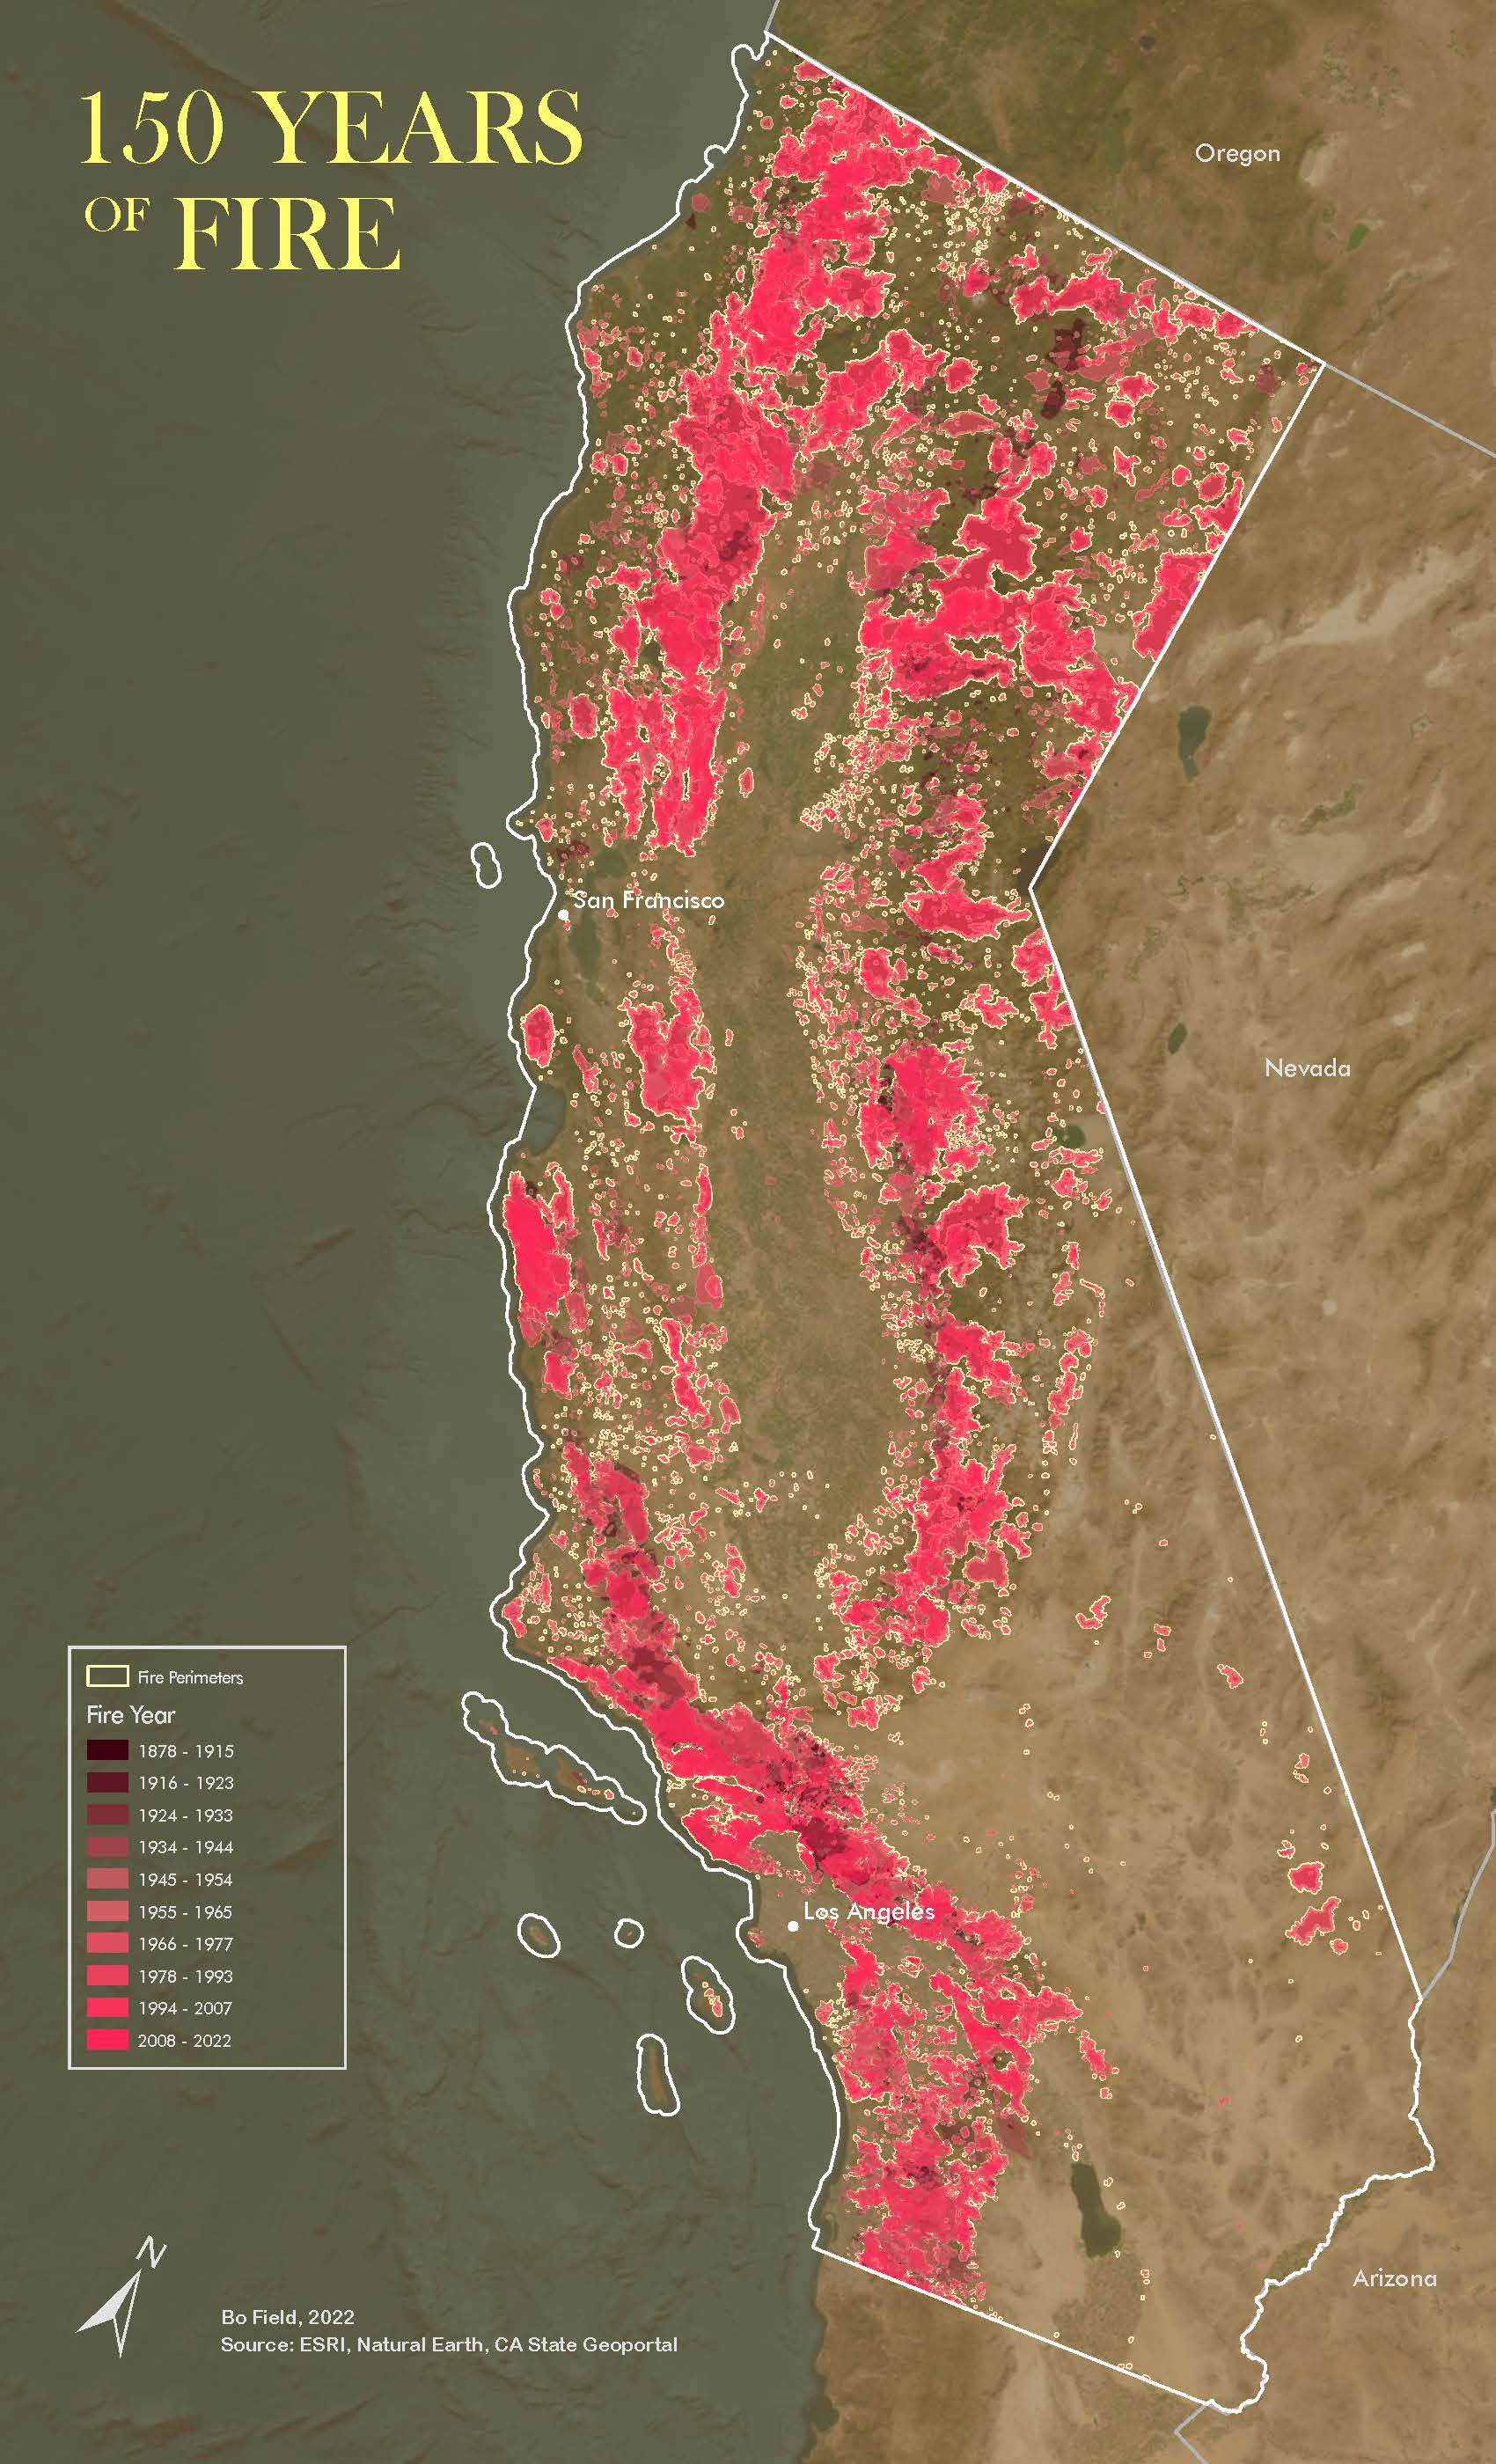 150 YEARS
OF FIRE
Oregon
San Francisco
Nevada
Fire Perimeters
Fire Year
1878 - 1915
1916 - 1923
1924 - 1933
1934 - 1944
1945 - 1954
1955 - 1965
1966 - 1977
1978 - 1993
1994 - 2007
2008 - 2022
Los Angeles
Arizona
N
Bo Field, 2022
Source: ESRI, Natural Earth, CA State Geoportal